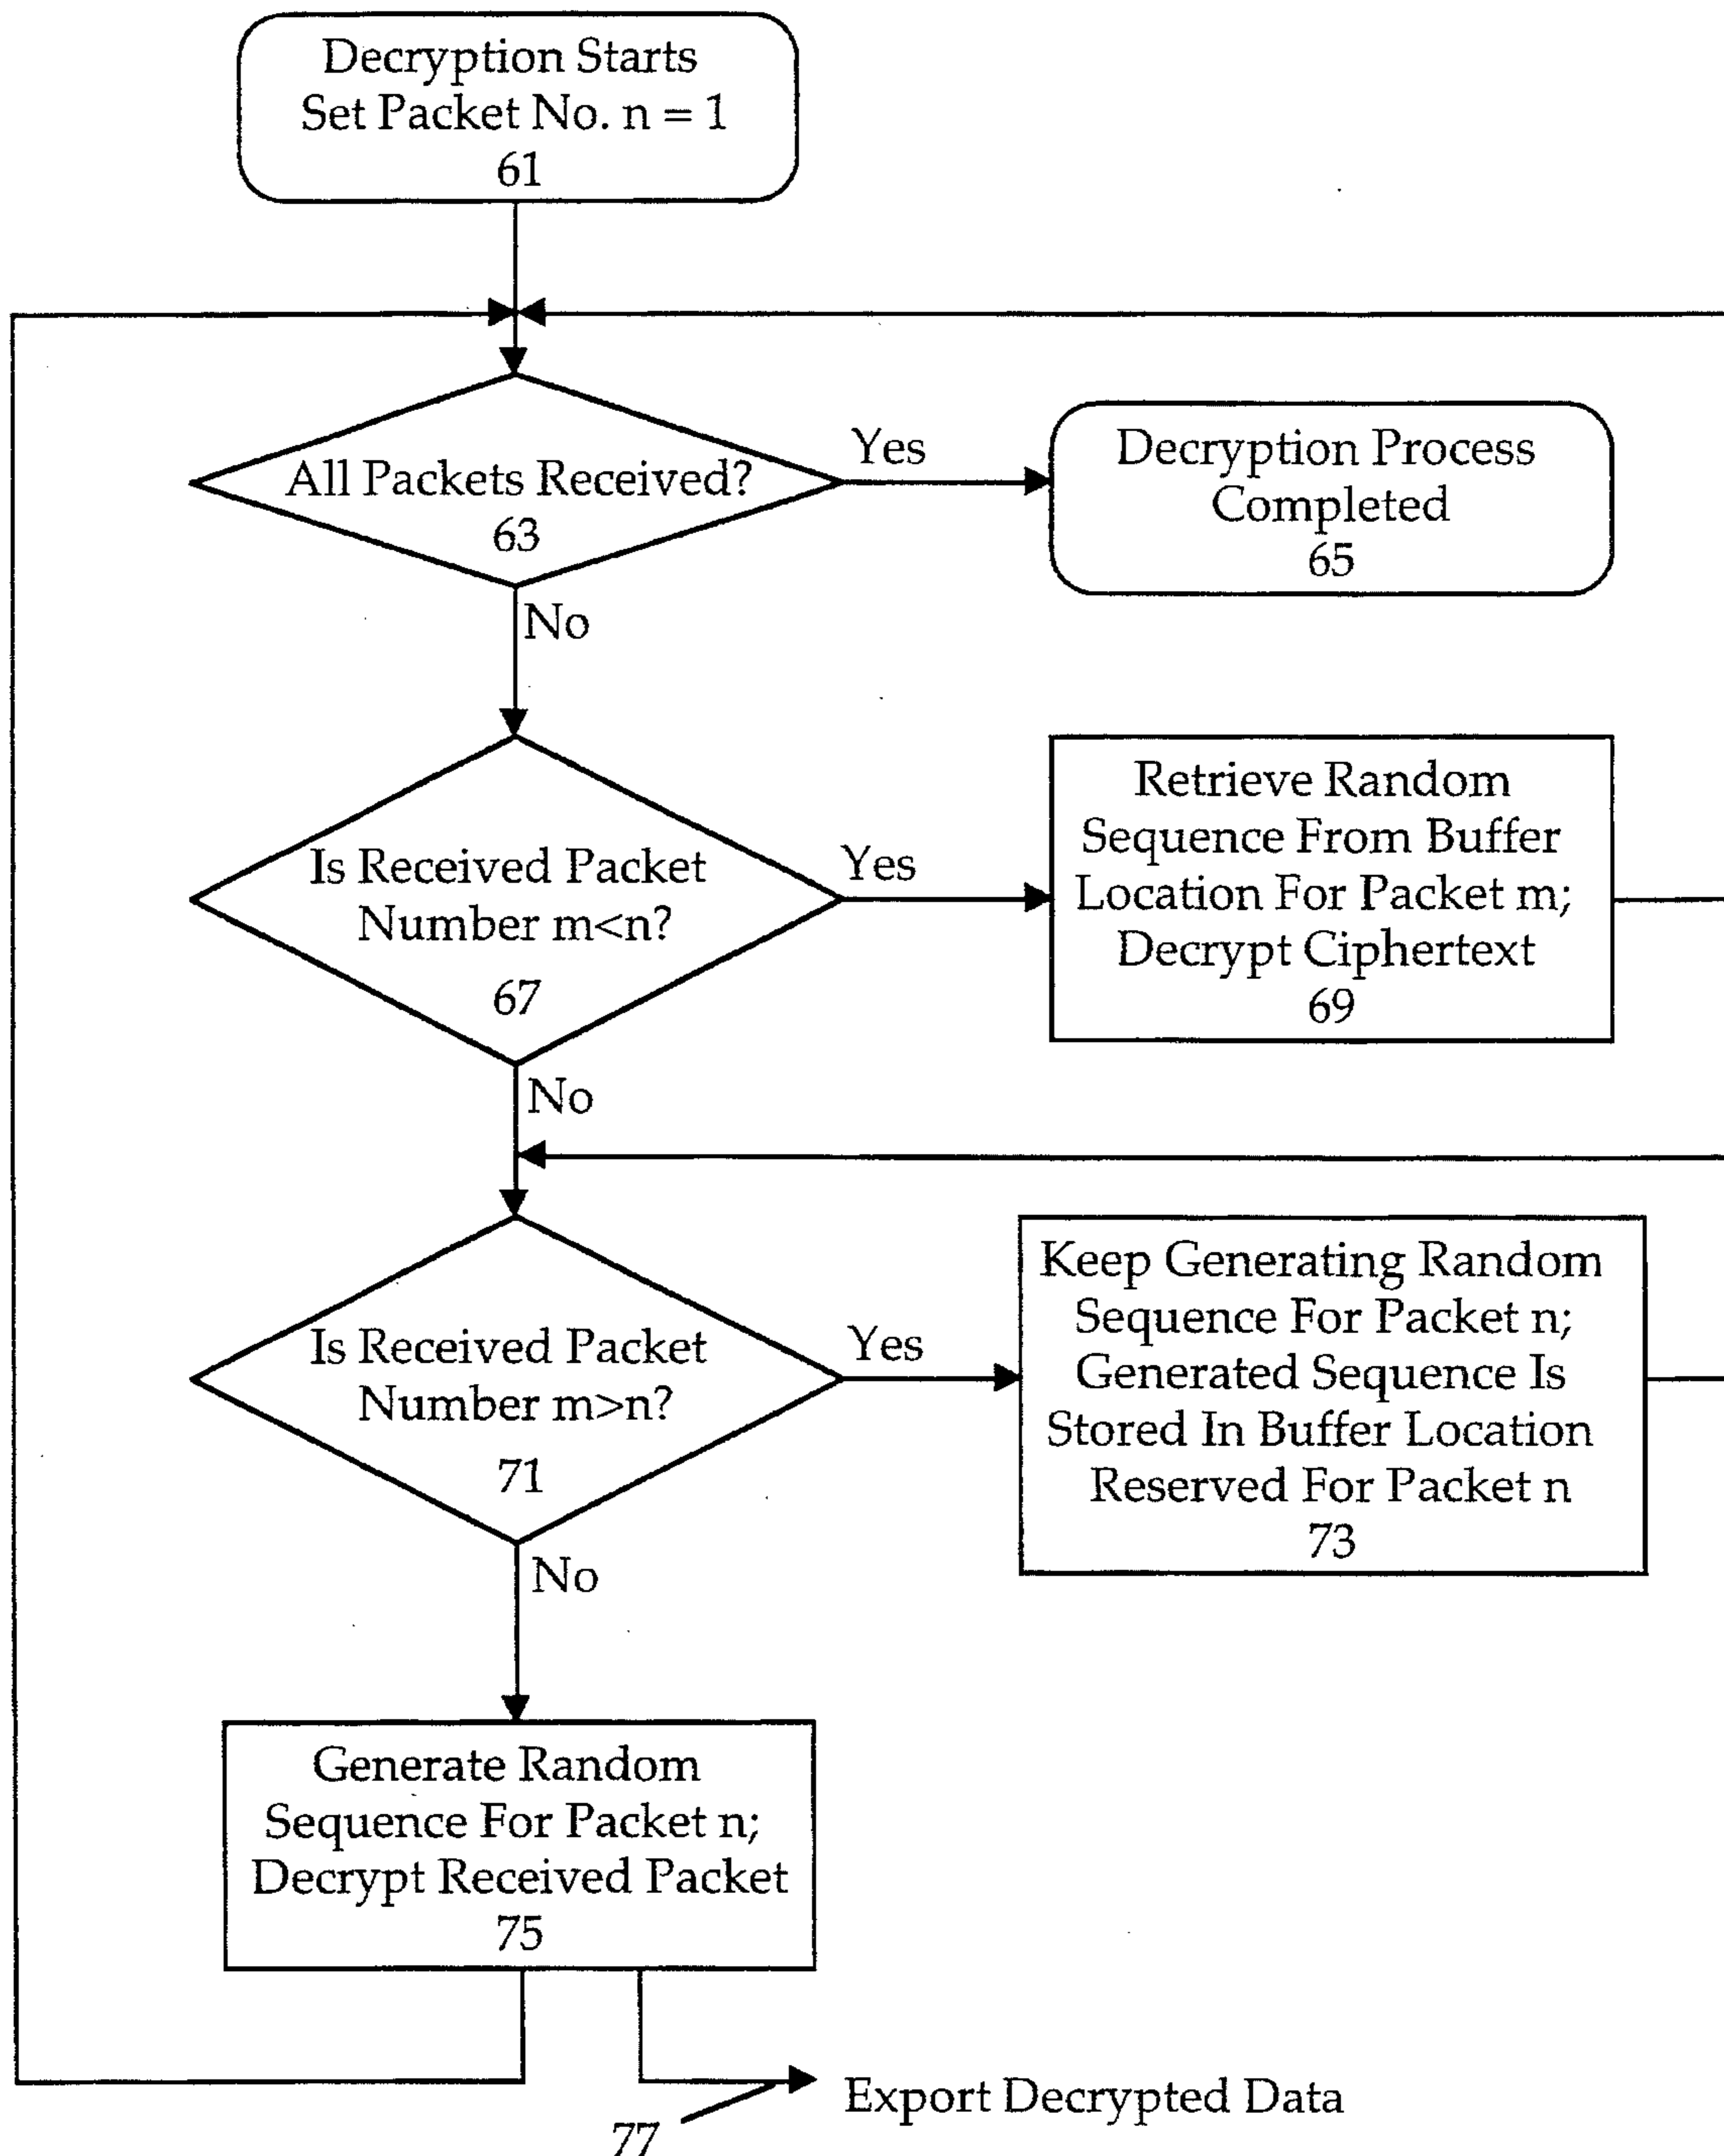 Decryption Starts
Set Packet No. n = 1
61
All Packets Received?
63
Yes
Decryption Process
Completed
65
No
Is Received Packet
Number m<n?
67
Yes
Retrieve Random
Sequence From Buffer
Location For Packet m;
Decrypt Ciphertext
69
No
Is Received Packet
Number m>n?
71
Yes
Keep Generating Random
Sequence For Packet n;
Generated Sequence Is
Stored In Buffer Location
Reserved For Packet n
73
No
Generate Random
Sequence For Packet n;
Decrypt Received Packet
75
Export Decrypted Data
77